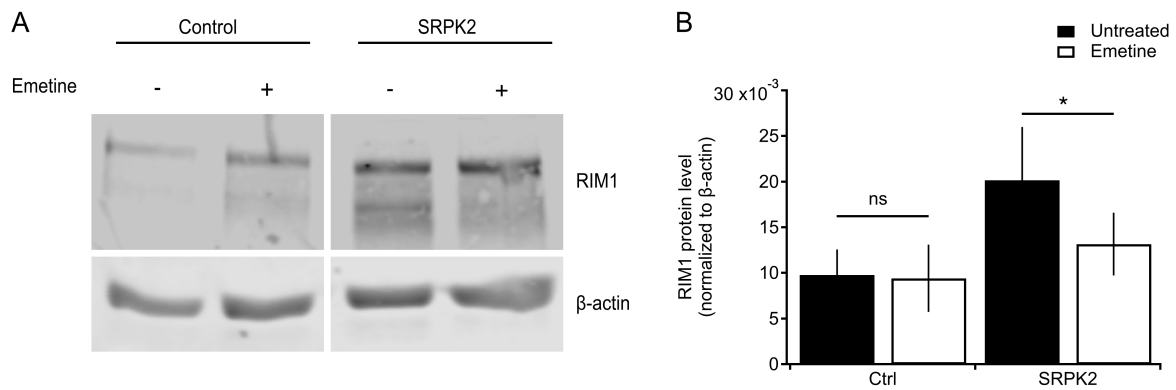 A
Control
SRPK2
Emetine
-
+
-
+
RIM1
β-actin
B
Untreated
Emetine
RIM1 protein level
(normalized to β-actin)
30 x10⁻³
25
20
15
10
5
0
ns
*
Ctrl
SRPK2